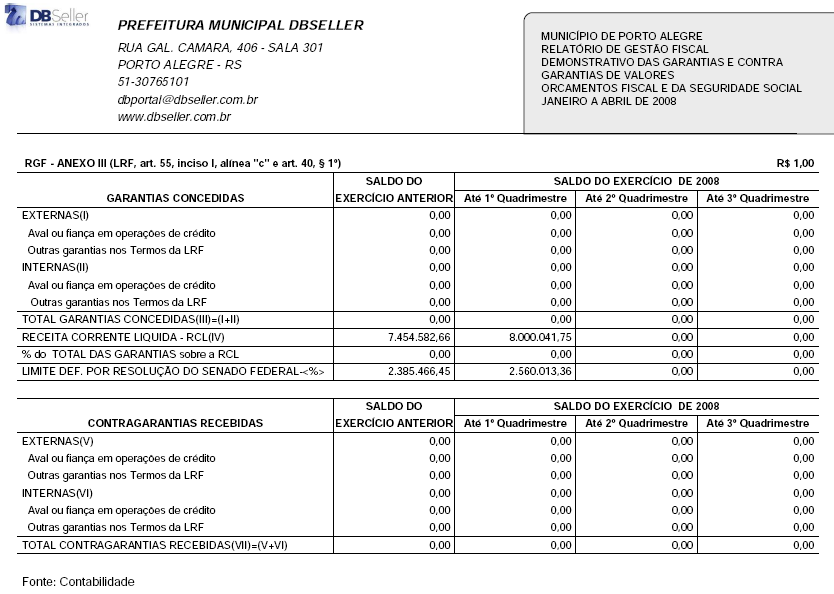 DBSeller
SISTEMAS INTEGRADOS
PREFEITURA MUNICIPAL DBSELLER
RUA GAL. CAMARA, 406 - SALA 301
PORTO ALEGRE - RS
51-30765101
dbportal@dbseller.com.br
www.dbseller.com.br
MUNICÍPIO DE PORTO ALEGRE
RELATÓRIO DE GESTÃO FISCAL
DEMONSTRATIVO DAS GARANTIAS E CONTRA
GARANTIAS DE VALORES
ORCAMENTOS FISCAL E DA SEGURIDADE SOCIAL
JANEIRO A ABRIL DE 2008
RGF - ANEXO III (LRF, art. 55, inciso I, alínea "c" e art. 40, § 1º) R$ 1,00
SALDO DO SALDO DO EXERCÍCIO DE 2008
GARANTIAS CONCEDIDAS EXERCÍCIO ANTERIOR Até 1º Quadrimestre Até 2º Quadrimestre Até 3º Quadrimestre
EXTERNAS(I) 0,00 0,00 0,00 0,00
Aval ou fiança em operações de crédito 0,00 0,00 0,00 0,00
Outras garantias nos Termos da LRF 0,00 0,00 0,00 0,00
INTERNAS(II) 0,00 0,00 0,00 0,00
Aval ou fiança em operações de crédito 0,00 0,00 0,00 0,00
Outras garantias nos Termos da LRF 0,00 0,00 0,00 0,00
TOTAL GARANTIAS CONCEDIDAS(III)=(I+II) 0,00 0,00 0,00 0,00
RECEITA CORRENTE LIQUIDA - RCL(IV) 7.454.582,66 8.000.041,75 0,00 0,00
% do TOTAL DAS GARANTIAS sobre a RCL 0,00 0,00 0,00 0,00
LIMITE DEF. POR RESOLUÇÃO DO SENADO FEDERAL-<%> 2.385.466,45 2.560.013,36 0,00 0,00
SALDO DO SALDO DO EXERCÍCIO DE 2008
CONTRAGARANTIAS RECEBIDAS EXERCÍCIO ANTERIOR Até 1º Quadrimestre Até 2º Quadrimestre Até 3º Quadrimestre
EXTERNAS(V) 0,00 0,00 0,00 0,00
Aval ou fiança em operações de crédito 0,00 0,00 0,00 0,00
Outras garantias nos Termos da LRF 0,00 0,00 0,00 0,00
INTERNAS(VI) 0,00 0,00 0,00 0,00
Aval ou fiança em operações de crédito 0,00 0,00 0,00 0,00
Outras garantias nos Termos da LRF 0,00 0,00 0,00 0,00
TOTAL CONTRAGARANTIAS RECEBIDAS(VII)=(V+VI) 0,00 0,00 0,00 0,00
Fonte: Contabilidade